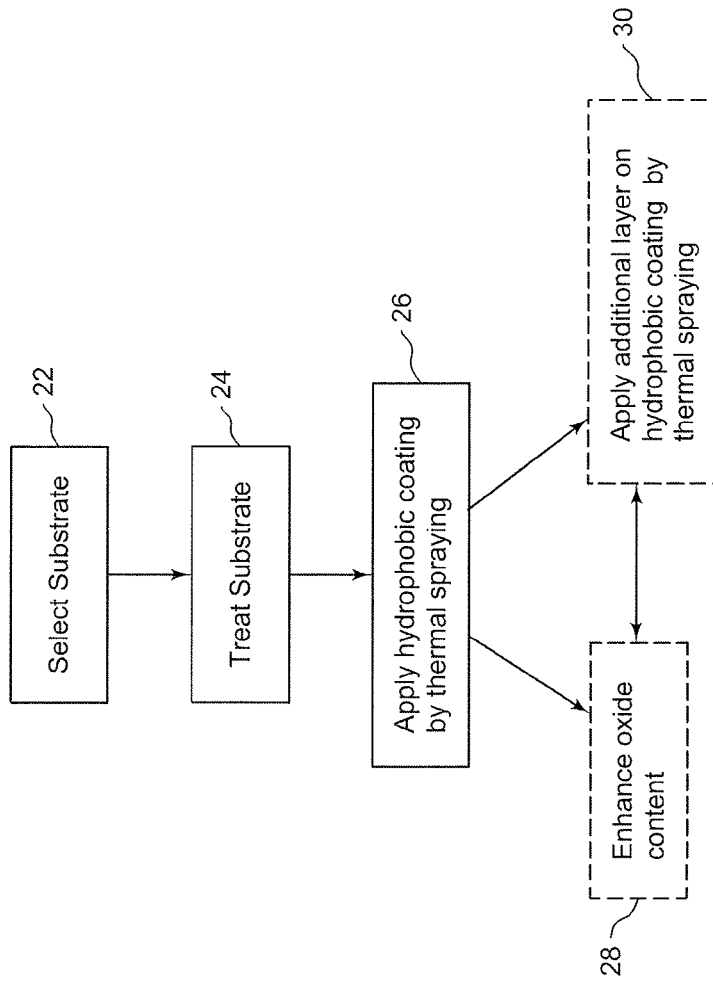 22
Select Substrate
24
Treat Substrate
26
Apply hydrophobic coating
by thermal spraying
28
Enhance oxide
content
30
Apply additional layer on
hydrophobic coating by
thermal spraying